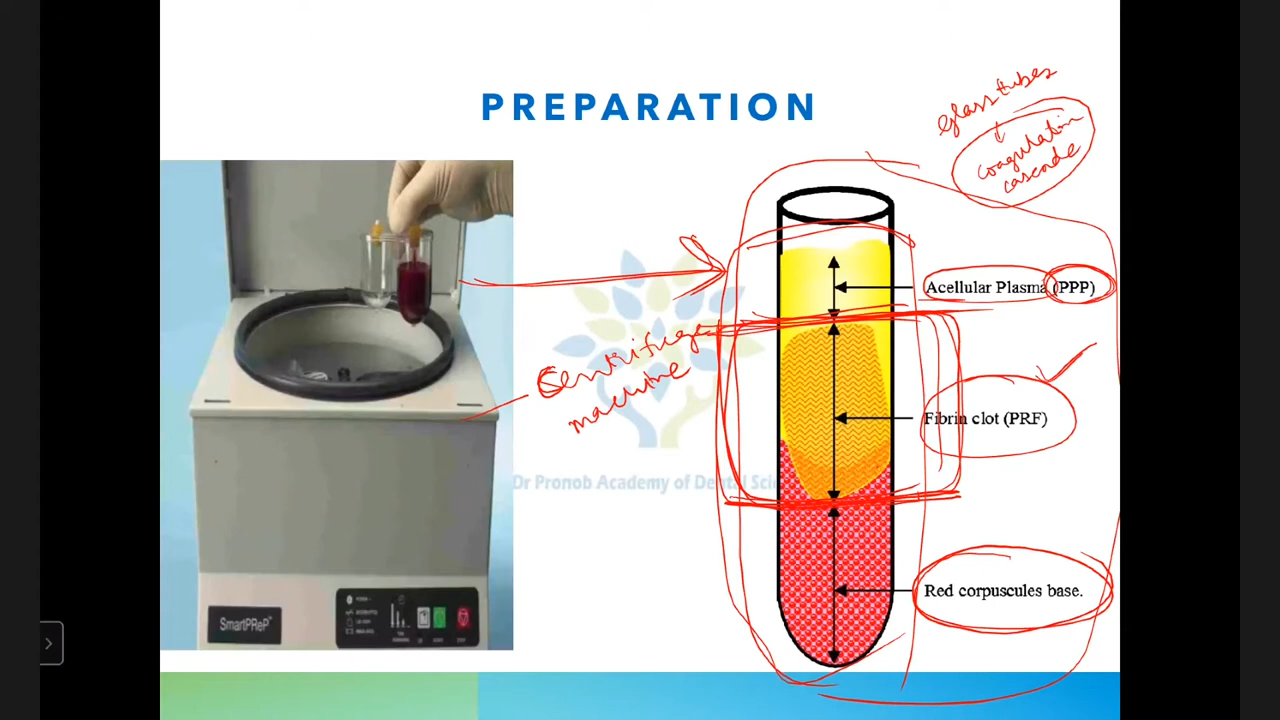 PREPARATION
Glass tubes
coagulation
cascade
Acellular Plasma (PPP)
Centrifuge
machine
Fibrin clot (PRF)
Dr Pronob Academy of Dental Sci
Red corpuscules base.
SmartPReP